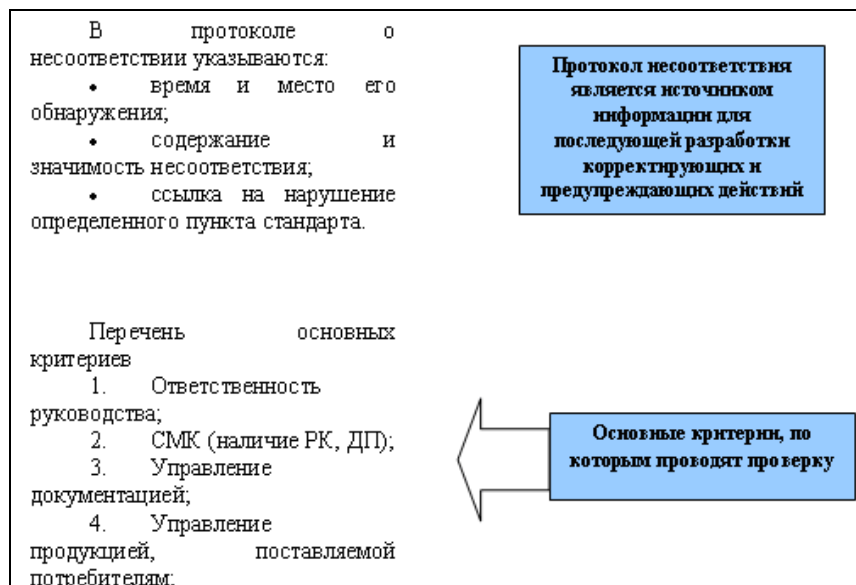 В протоколе о
несоответствии указываются:
• время и место его
обнаружения;
• содержание и
значимость несоответствия;
• ссылка на нарушение
определенного пункта стандарта.
Протокол несоответствия
является источником
информации для
последующей разработки
корректирующих и
предупреждающих действий
Перечень основных
критериев
1. Ответственность
руководства;
2. СМК (наличие РК, ДП);
3. Управление
документацией;
4. Управление
продукцией, поставляемой
потребителям;
Основные критерии, по
которым проводят проверку